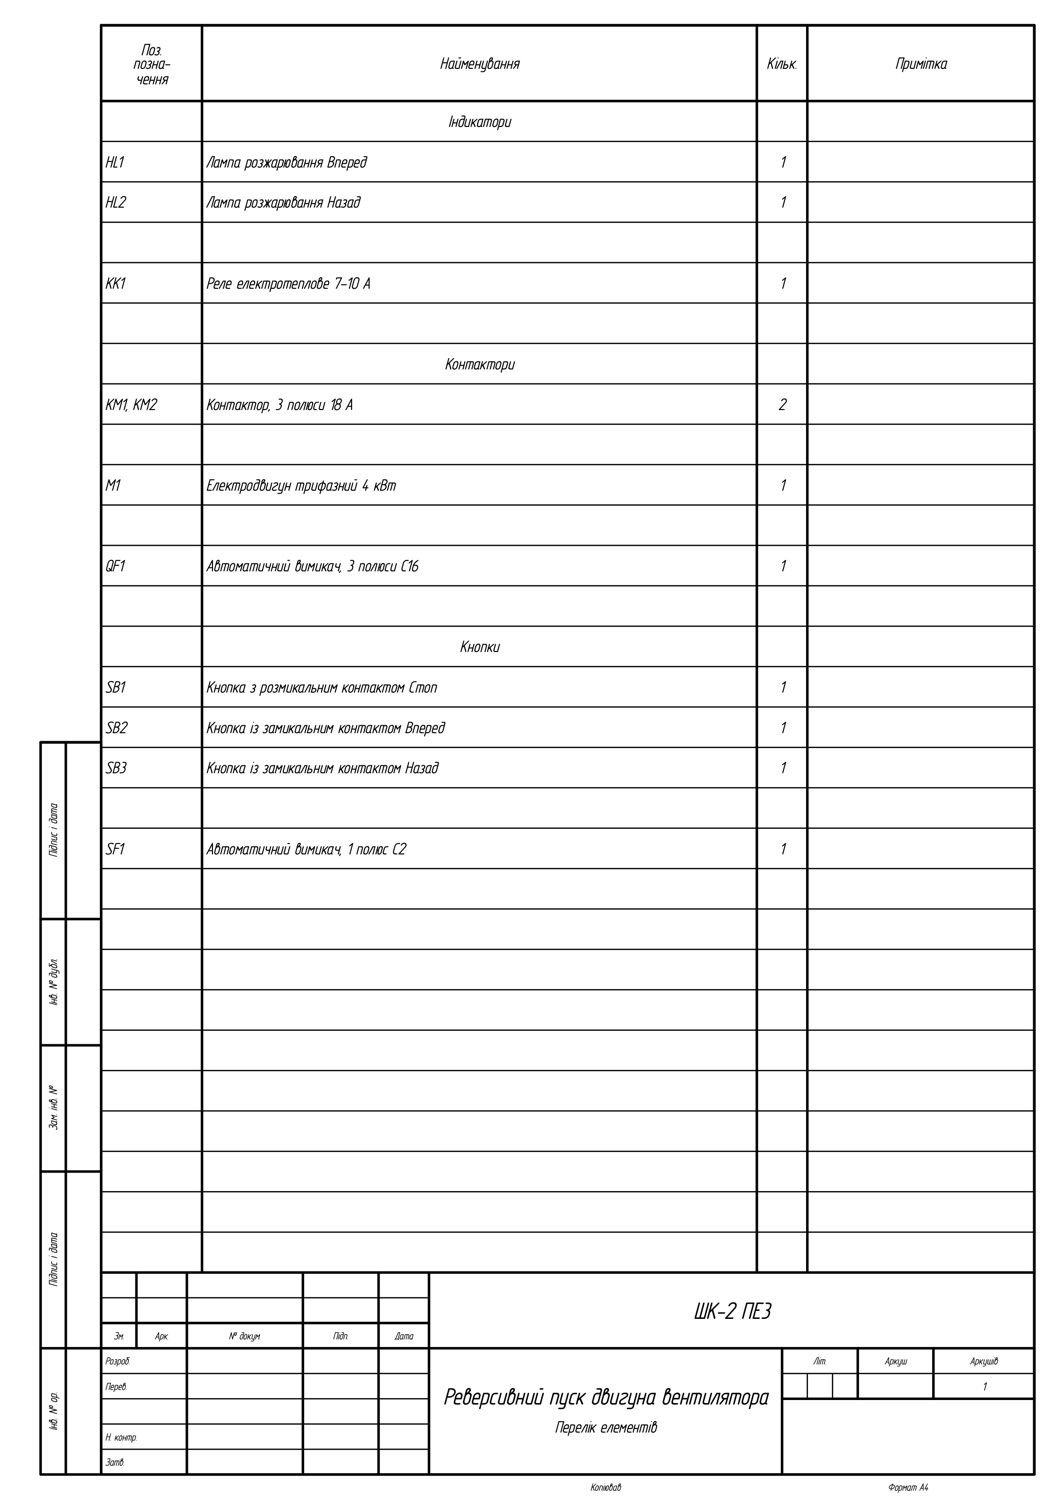 Поз. позна-чення Найменування Кільк. Примітка
Індикатори
HL1 Лампа розжарювання Вперед 1
HL2 Лампа розжарювання Назад 1
KK1 Реле електротеплове 7-10 А 1
Контактори
KM1, KM2 Контактор, 3 полюси 18 А 2
M1 Електродвигун трифазний 4 кВт 1
QF1 Автоматичний вимикач, 3 полюси С16 1
Кнопки
SB1 Кнопка з розмикальним контактом Стоп 1
SB2 Кнопка із замикальним контактом Вперед 1
SB3 Кнопка із замикальним контактом Назад 1
SF1 Автоматичний вимикач, 1 полюс С2 1
Підпис і дата
Інв. № дубл.
Зам. інв. №
Підпис і дата
Інв. № ор.
ШК-2 ПЕЗ
Зм. Арк. № докум. Підп. Дата
Розроб.
Перев.
Н. контр.
Затв.
Реверсивний пуск двигуна вентилятора
Перелік елементів
Літ. Аркуш Аркушів
1
Копіював Формат А4